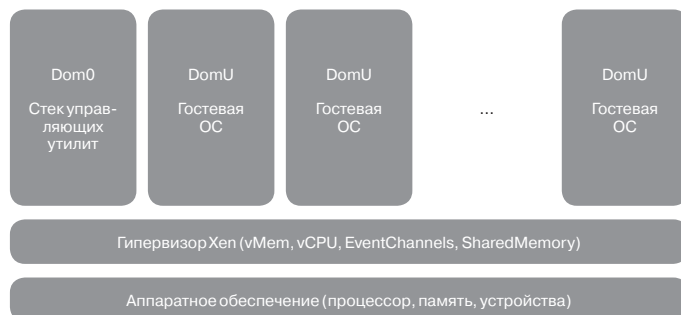 Dom0
Стек управ-
ляющих
утилит
DomU
Гостевая
ОС
DomU
Гостевая
ОС
...
DomU
Гостевая
ОС
Гипервизор Xen (vMem, vCPU, EventChannels, SharedMemory)
Аппаратное обеспечение (процессор, память, устройства)